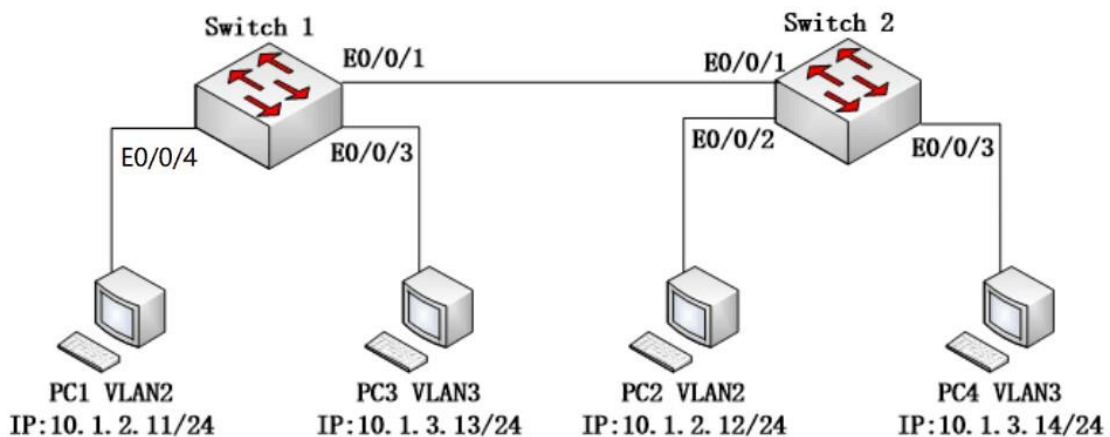 Switch 1
Switch 2
E0/0/1
E0/0/1
E0/0/4
E0/0/3
E0/0/2
E0/0/3
PC1 VLAN2
IP:10.1.2.11/24
PC3 VLAN3
IP:10.1.3.13/24
PC2 VLAN2
IP:10.1.2.12/24
PC4 VLAN3
IP:10.1.3.14/24